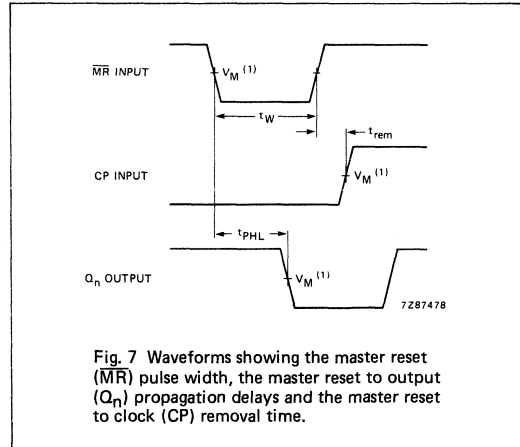 MR INPUT
VM (1)
tW
trem
CP INPUT
VM (1)
tPHL
Qn OUTPUT
VM (1)
7Z87478
Fig. 7 Waveforms showing the master reset
(MR) pulse width, the master reset to output
(Qn) propagation delays and the master reset
to clock (CP) removal time.